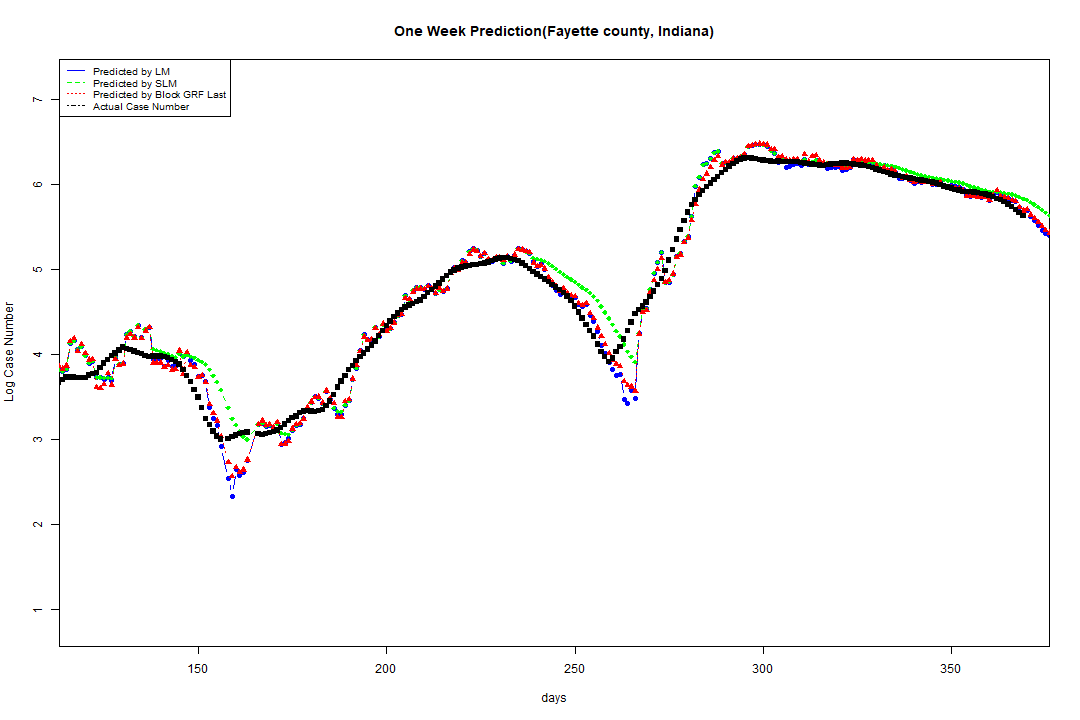 One Week Prediction(Fayette county, Indiana)
Predicted by LM
Predicted by SLM
Predicted by Block GRF Last
Actual Case Number
7
6
5
4
3
2
1
Log Case Number
150 200 250 300 350
days